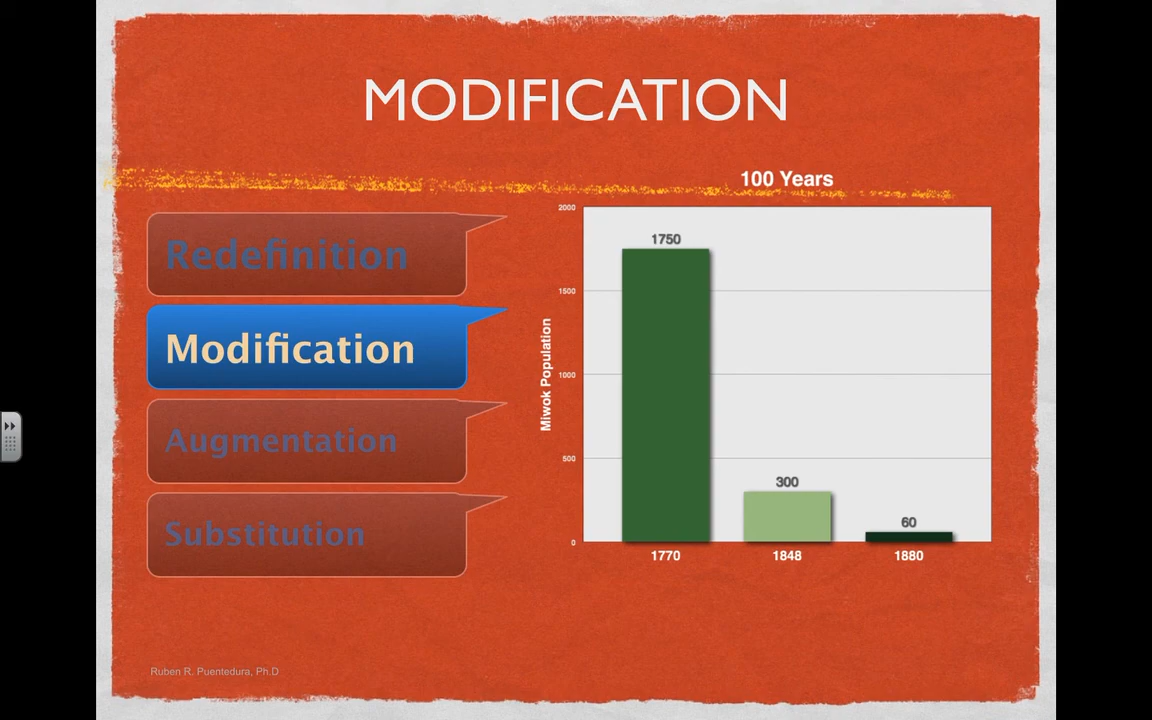 MODIFICATION
Redefinition
Modification
Augmentation
Substitution
100 Years
Miwok Population
2000
1500
1000
500
0
1750
300
60
1770
1848
1880
Ruben R. Puentedura, Ph.D